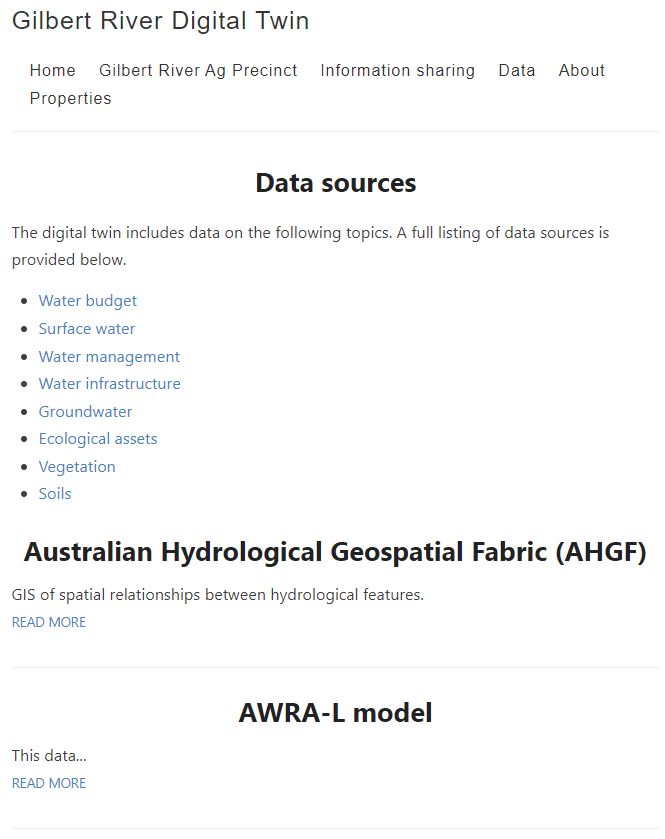 Gilbert River Digital Twin
Home Gilbert River Ag Precinct Information sharing Data About
Properties
Data sources
The digital twin includes data on the following topics. A full listing of data sources is
provided below.
Water budget
Surface water
Water management
Water infrastructure
Groundwater
Ecological assets
Vegetation
Soils
Australian Hydrological Geospatial Fabric (AHGF)
GIS of spatial relationships between hydrological features.
READ MORE
AWRA-L model
This data...
READ MORE